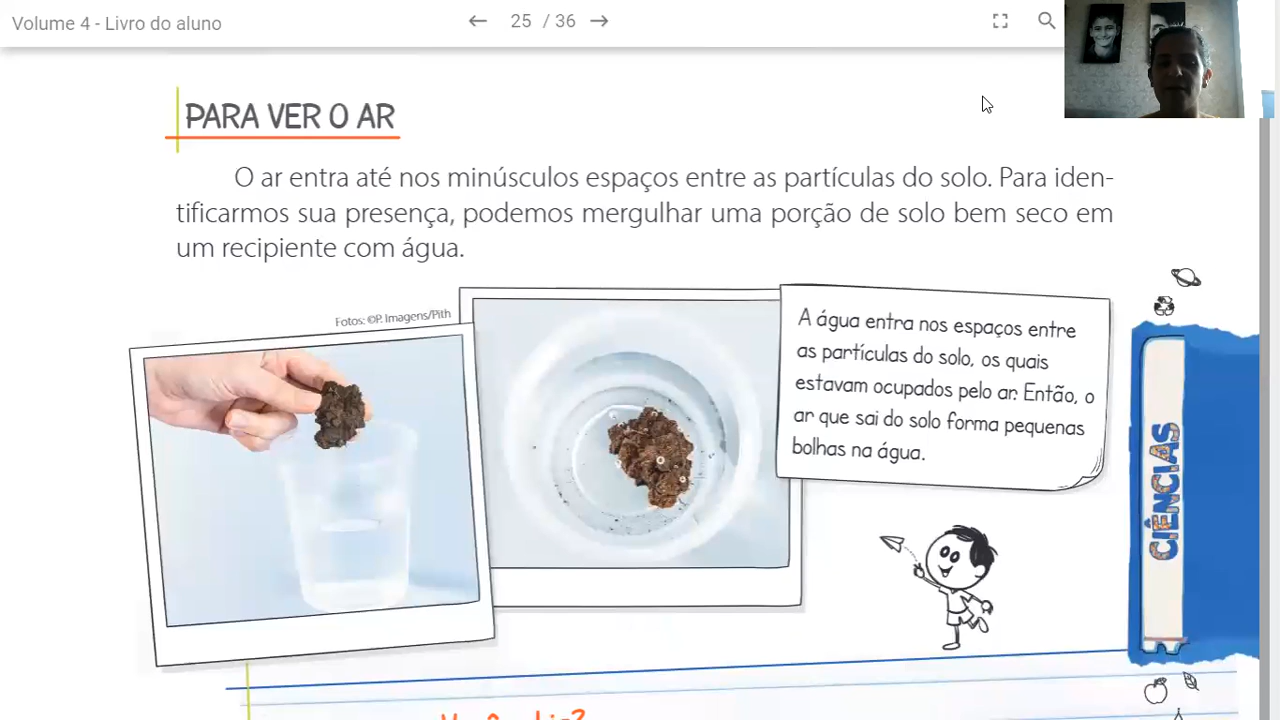 Volume 4 - Livro do aluno
25 / 36
PARA VER O AR
O ar entra até nos minúsculos espaços entre as partículas do solo. Para iden-
tificarmos sua presença, podemos mergulhar uma porção de solo bem seco em
um recipiente com água.
Fotos: ©P. Imagens/Pith
A água entra nos espaços entre
as partículas do solo, os quais
estavam ocupados pelo ar. Então, o
ar que sai do solo forma pequenas
bolhas na água.
CIÊNCIAS